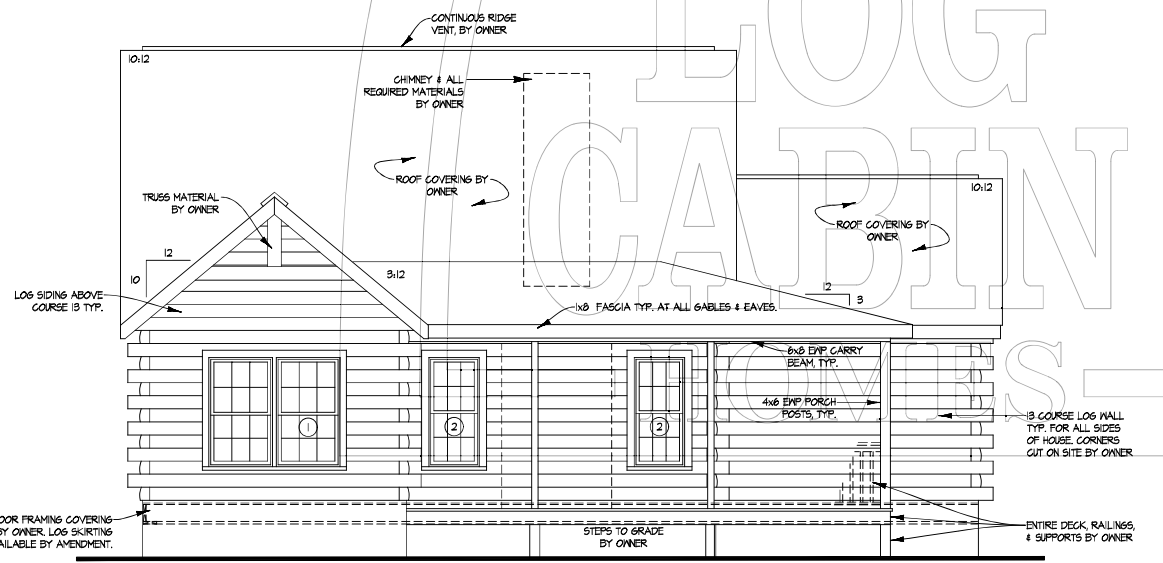 CONTINUOUS RIDGE
VENT, BY OWNER
10:12
CHIMNEY & ALL
REQUIRED MATERIALS
BY OWNER
LOG
CABIN
HOMES
ROOF COVERING BY
OWNER
10:12
TRUSS MATERIAL
BY OWNER
ROOF COVERING BY
OWNER
12
10
3:12
12
3
LOG SIDING ABOVE
COURSE 13 TYP.
1x8 FASCIA TYP. AT ALL GABLES & EAVES.
6x8 EWP CARRY
BEAM, TYP.
4x6 EWP PORCH
POSTS, TYP.
1
2
2
13 COURSE LOG WALL
TYP. FOR ALL SIDES
OF HOUSE. CORNERS
CUT ON SITE BY OWNER
OOR FRAMING COVERING
BY OWNER. LOG SKIRTING
AILABLE BY AMENDMENT.
STEPS TO GRADE
BY OWNER
ENTIRE DECK, RAILINGS,
& SUPPORTS BY OWNER